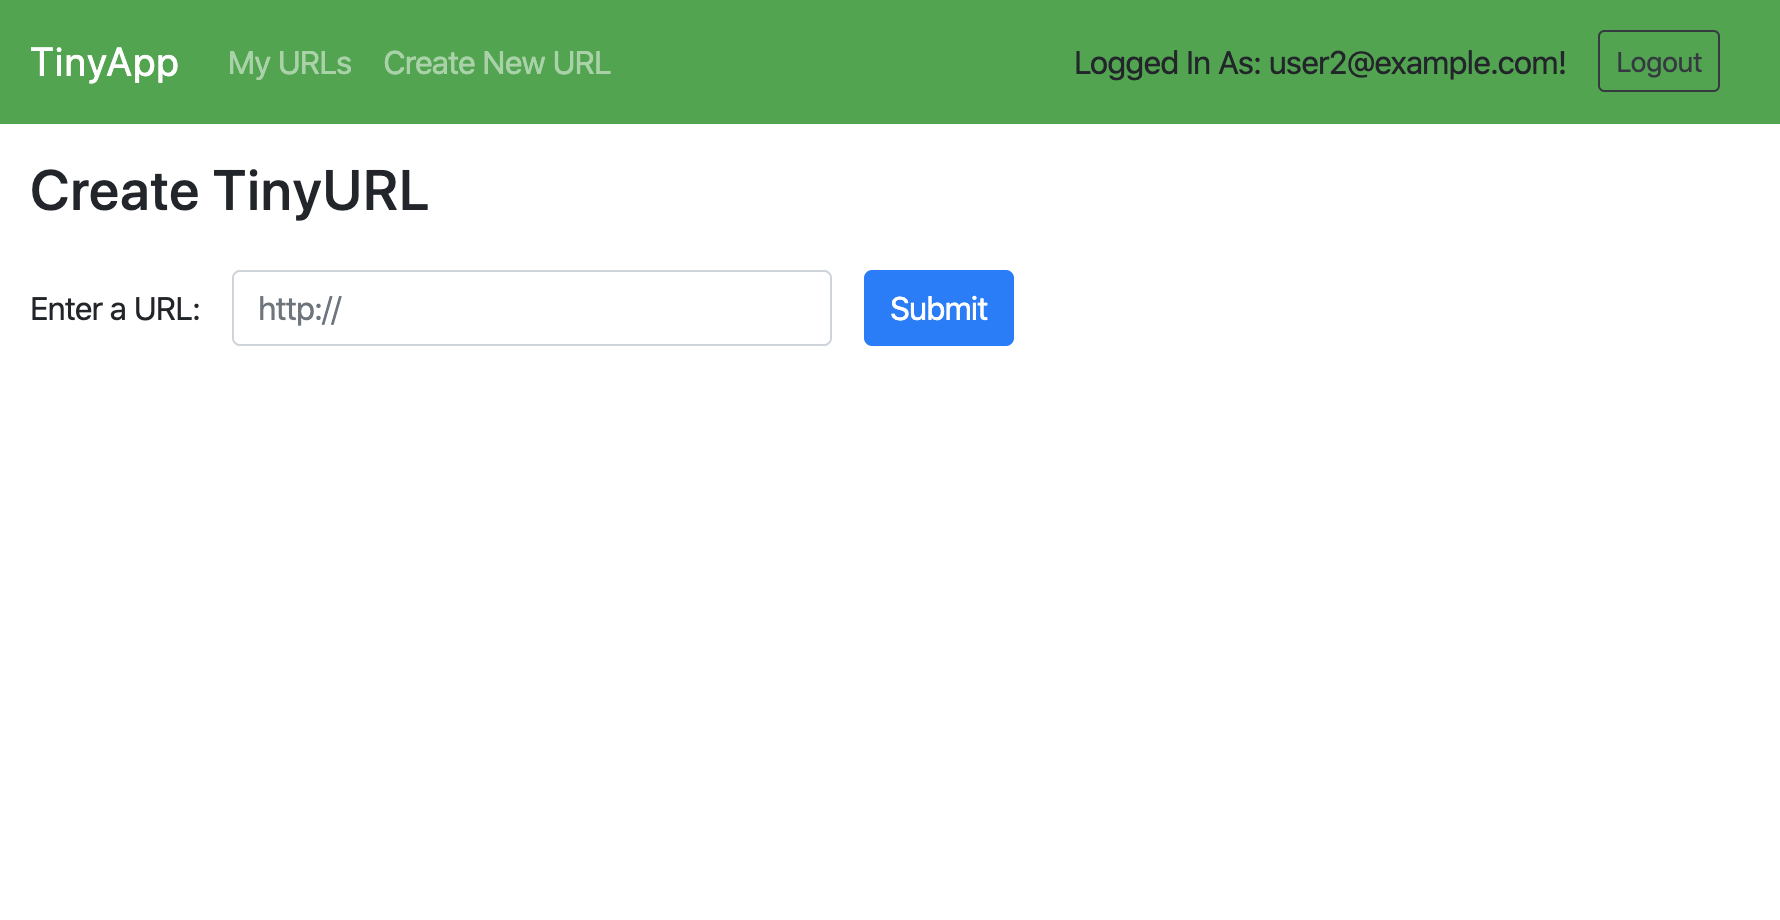 TinyApp My URLs Create New URL Logged In As: user2@example.com! Logout
Create TinyURL
Enter a URL: http:// Submit